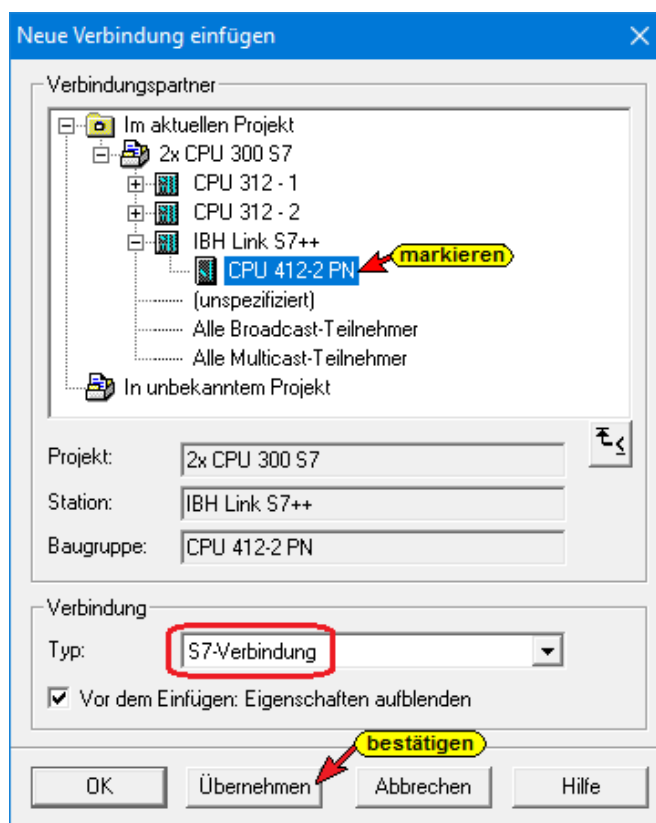 Neue Verbindung einfügen
Verbindungspartner
Im aktuellen Projekt
2x CPU 300 S7
CPU 312 - 1
CPU 312 - 2
IBH Link S7++
markieren
CPU 412-2 PN
(unspezifiziert)
Alle Broadcast-Teilnehmer
Alle Multicast-Teilnehmer
In unbekanntem Projekt
Projekt: 2x CPU 300 S7
Station: IBH Link S7++
Baugruppe: CPU 412-2 PN
Verbindung
Typ: S7-Verbindung
Vor dem Einfügen: Eigenschaften aufblenden
bestätigen
OK Übernehmen Abbrechen Hilfe